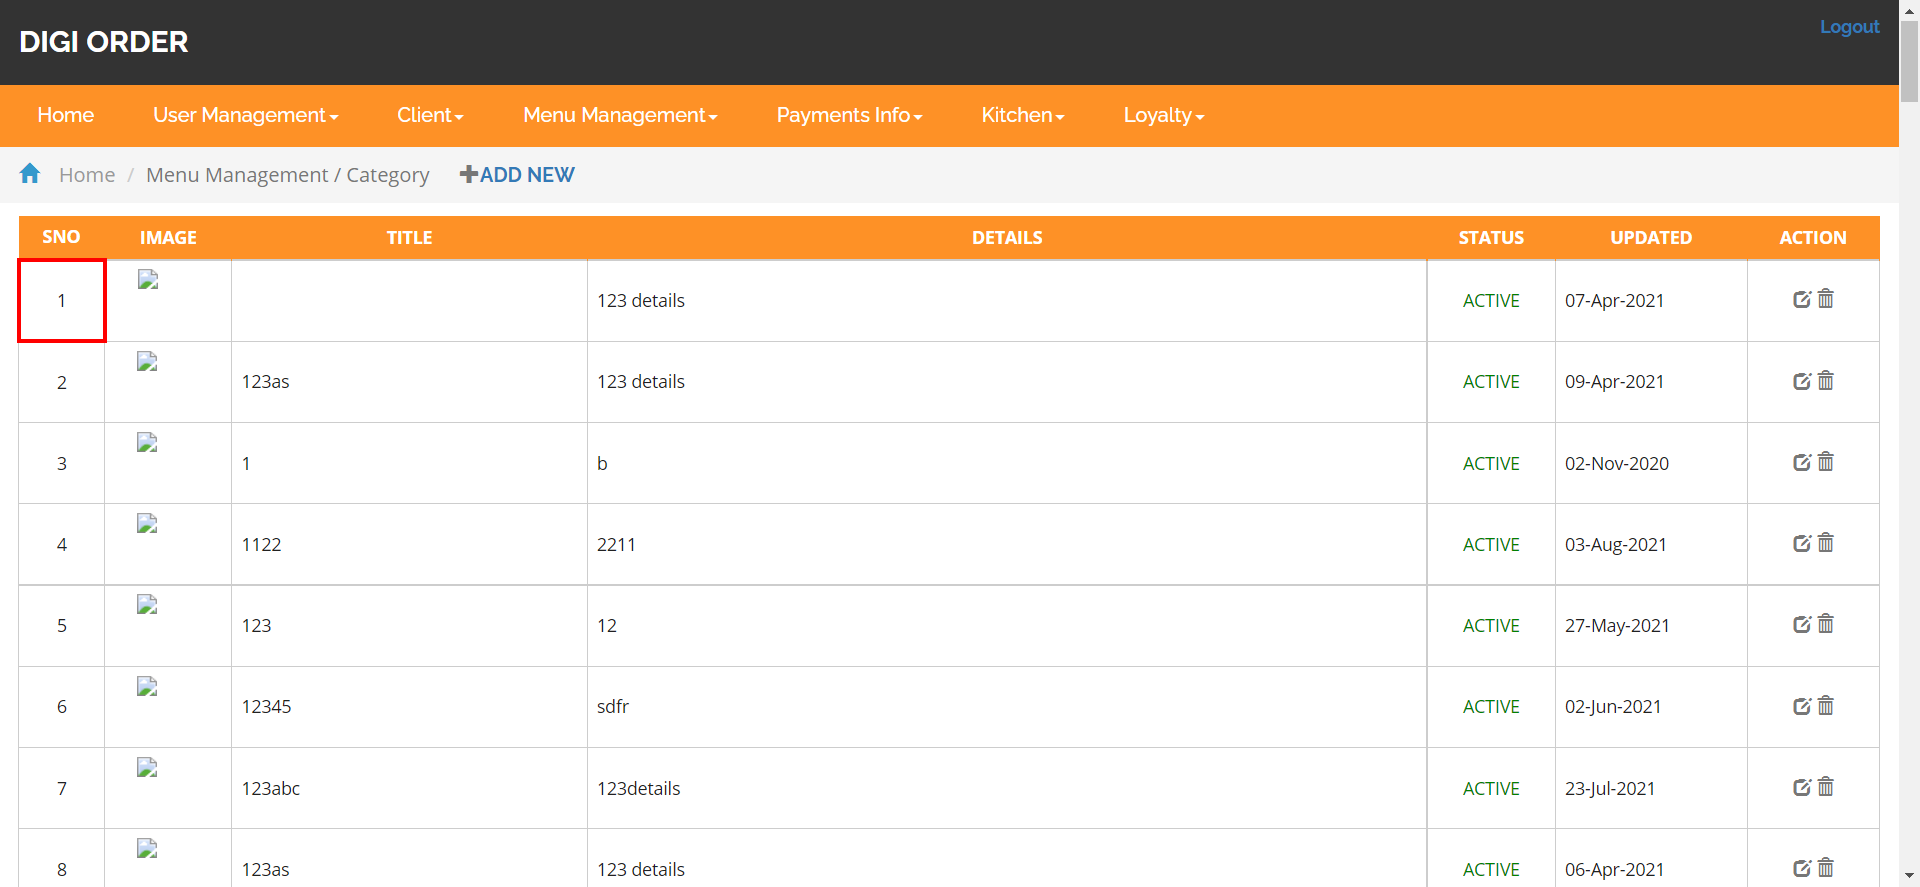 DIGI ORDER
Logout
Home User Management Client Menu Management Payments Info Kitchen Loyalty
Home / Menu Management / Category ADD NEW
SNO IMAGE TITLE DETAILS STATUS UPDATED ACTION
1 123 details ACTIVE 07-Apr-2021
2 123as 123 details ACTIVE 09-Apr-2021
3 1 b ACTIVE 02-Nov-2020
4 1122 2211 ACTIVE 03-Aug-2021
5 123 12 ACTIVE 27-May-2021
6 12345 sdfr ACTIVE 02-Jun-2021
7 123abc 123details ACTIVE 23-Jul-2021
8 123as 123 details ACTIVE 06-Apr-2021